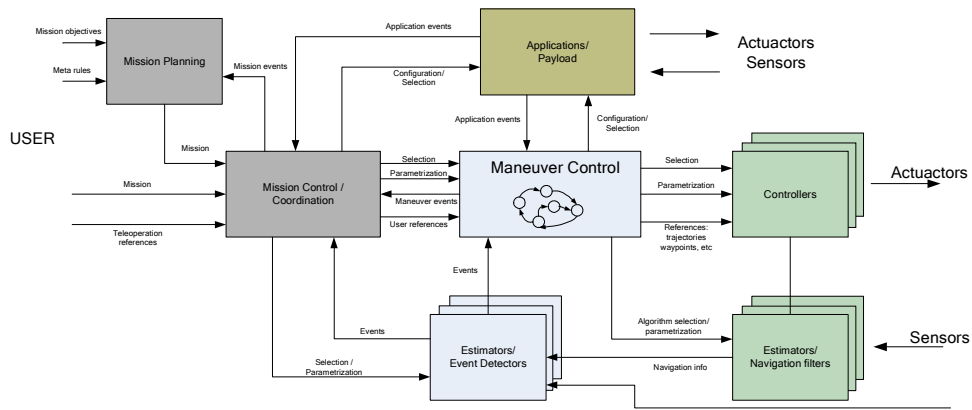 Mission objectives
Meta rules
USER
Mission Planning
Mission events
Application events
Configuration/
Selection
Applications/
Payload
Actuactors
Sensors
Application events
Configuration/
Selection
Mission
Mission
Teleoperation
references
Mission Control /
Coordination
Selection
Parametrization
Maneuver events
User references
Maneuver Control
Selection
Parametrization
References:
trajectories
waypoints, etc
Controllers
Actuactors
Events
Events
Selection /
Parametrization
Estimators/
Event Detectors
Algorithm selection/
parametrization
Navigation info
Estimators/
Navigation filters
Sensors